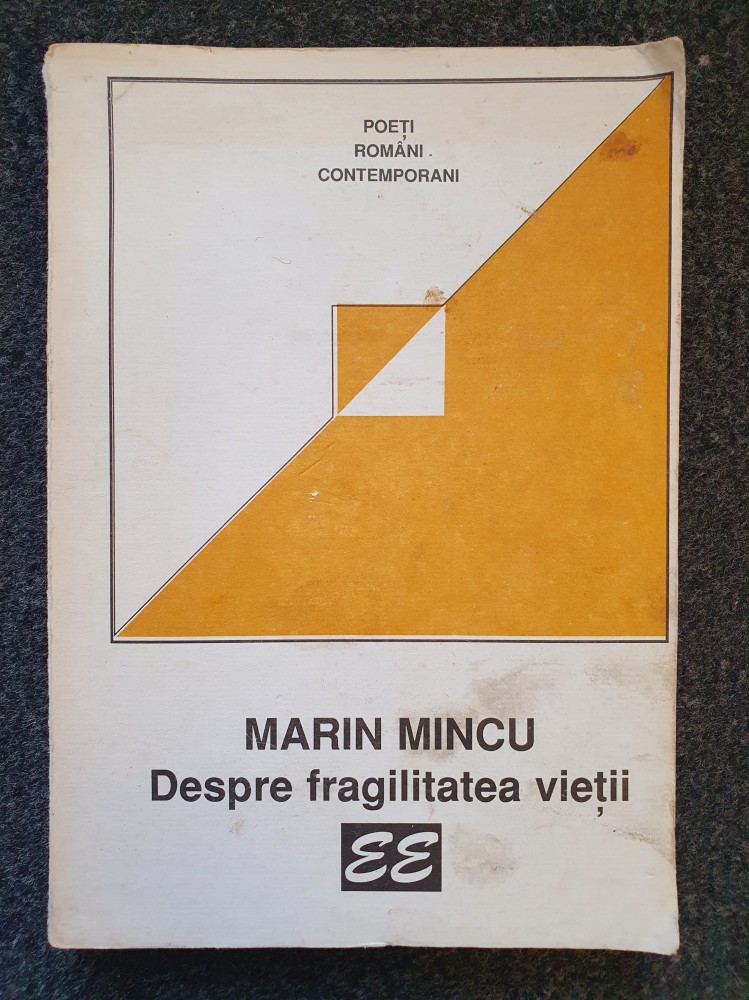 POEȚI
ROMÂNI
CONTEMPORANI
MARIN MINCU
Despre fragilitatea vieții
EE